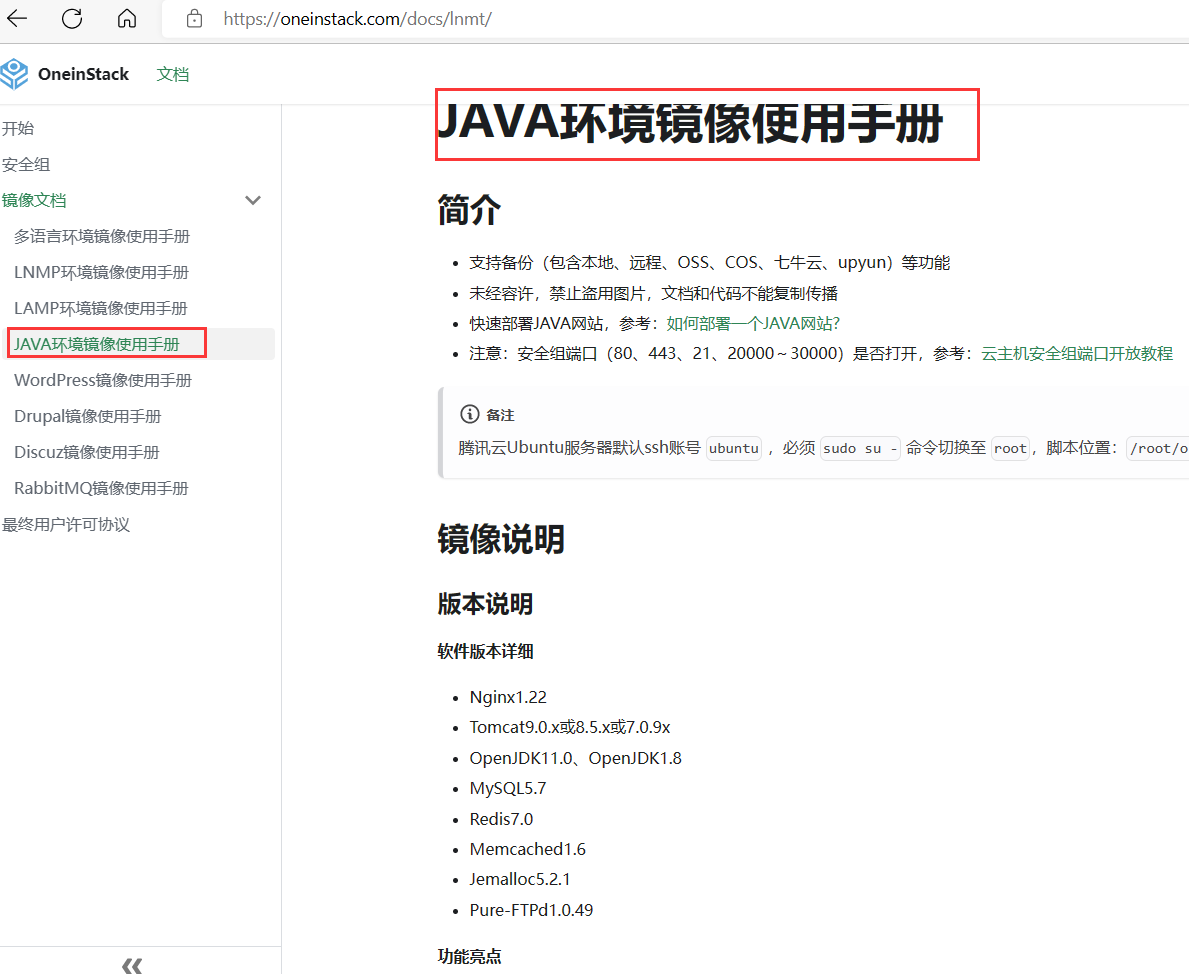 https://oneinstack.com/docs/lnmt/
OneinStack 文档
开始
安全组
镜像文档
多语言环境镜像使用手册
LNMP环境镜像使用手册
LAMP环境镜像使用手册
JAVA环境镜像使用手册
WordPress镜像使用手册
Drupal镜像使用手册
Discuz镜像使用手册
RabbitMQ镜像使用手册
最终用户许可协议
JAVA环境镜像使用手册
简介
支持备份（包含本地、远程、OSS、COS、七牛云、upyun）等功能
未经容许，禁止盗用图片，文档和代码不能复制传播
快速部署JAVA网站，参考：如何部署一个JAVA网站？
注意：安全组端口（80、443、21、20000～30000）是否打开，参考：云主机安全组端口开放教程
备注
腾讯云Ubuntu服务器默认ssh账号 ubuntu ，必须 sudo su - 命令切换至 root，脚本位置：/root/o
镜像说明
版本说明
软件版本详细
Nginx1.22
Tomcat9.0.x或8.5.x或7.0.9x
OpenJDK11.0、OpenJDK1.8
MySQL5.7
Redis7.0
Memcached1.6
Jemalloc5.2.1
Pure-FTPd1.0.49
功能亮点